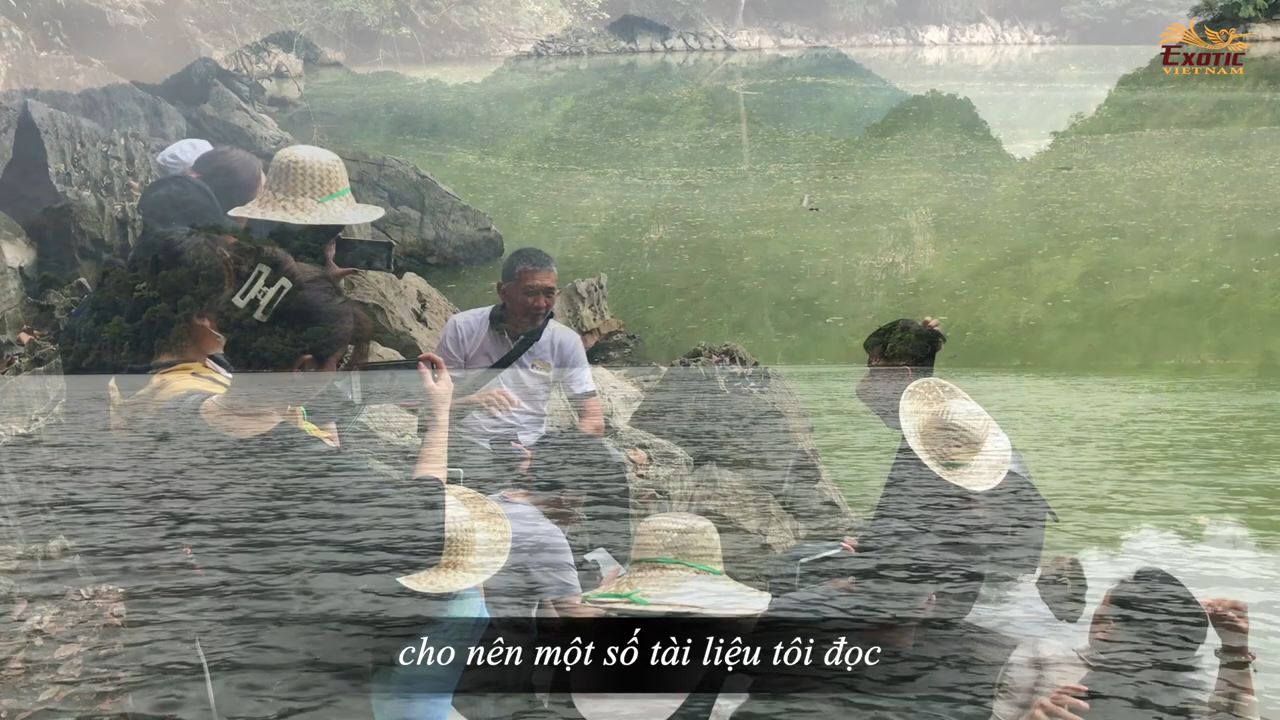 EXOTIC
VIETNAM
cho nên một số tài liệu tôi đọc